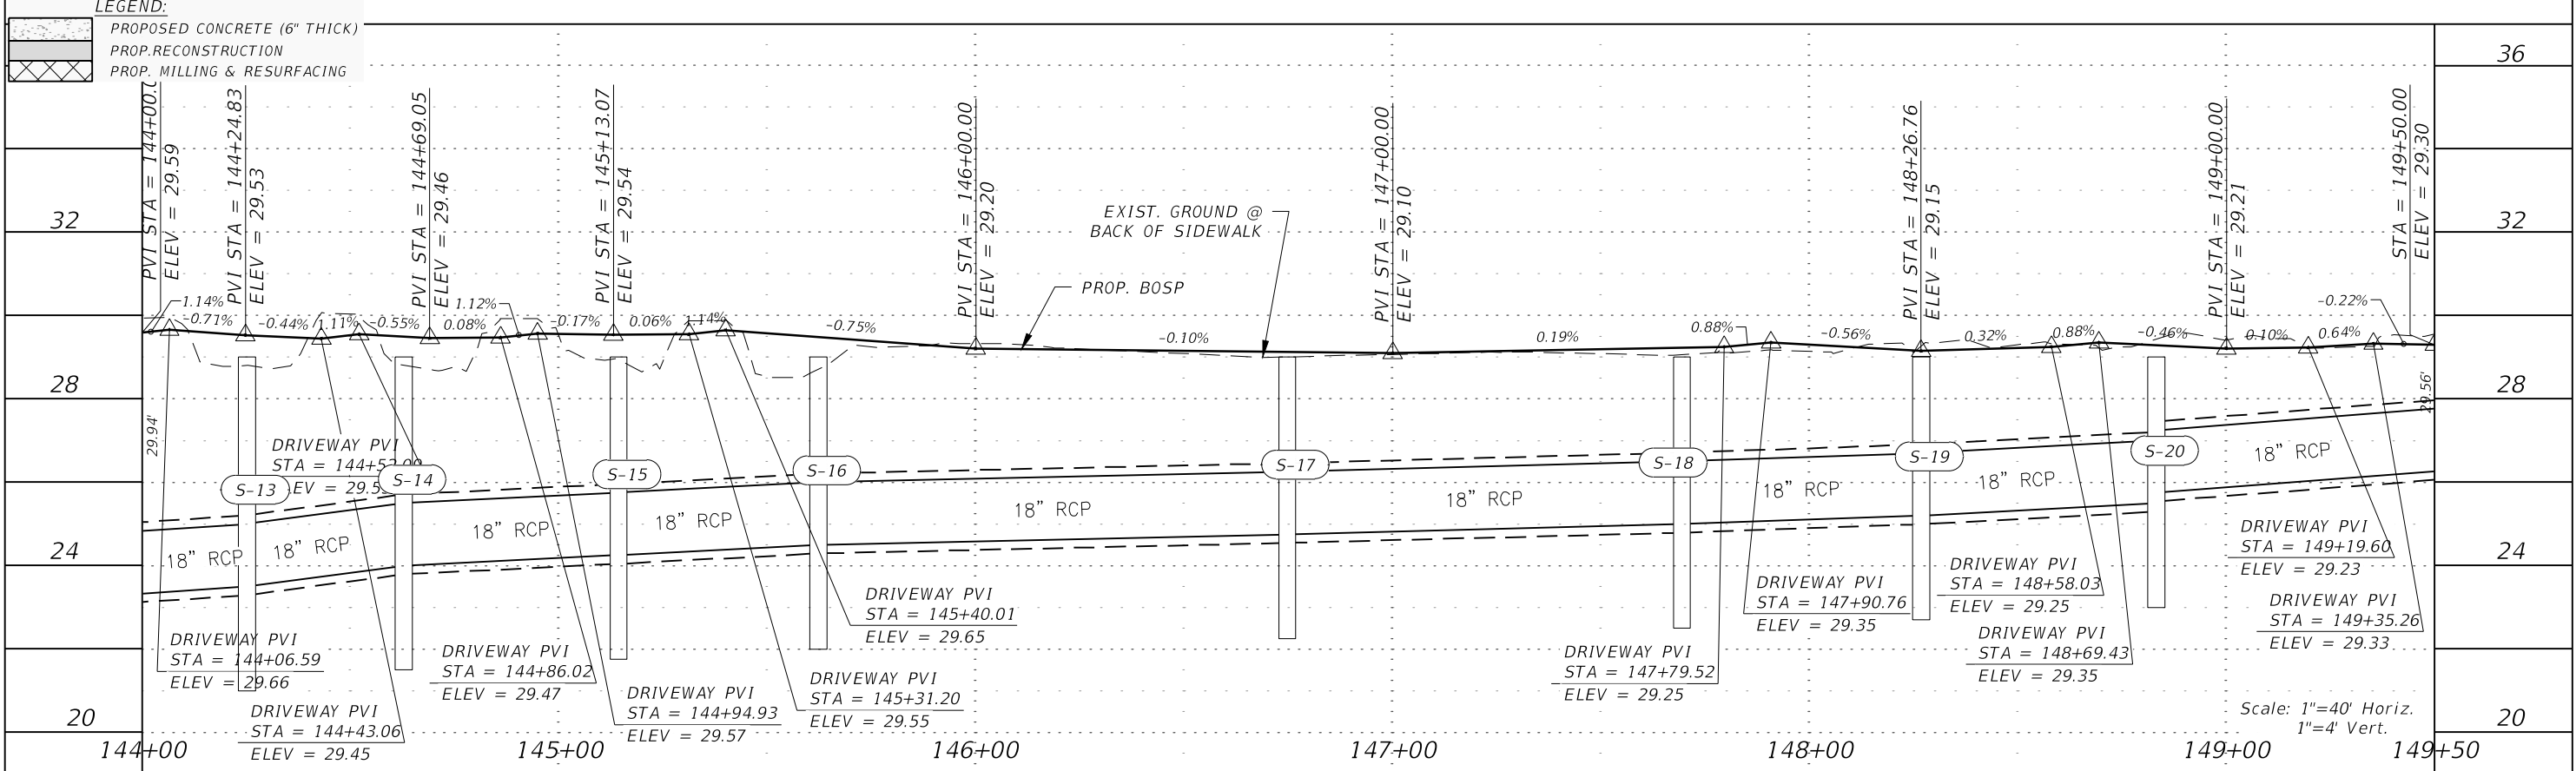 LEGEND:
PROPOSED CONCRETE (6" THICK)
PROP.RECONSTRUCTION
PROP. MILLING & RESURFACING
36
32
28
24
20
32
28
24
20
PVI STA = 144+00.0
ELEV = 29.59
PVI STA = 144+24.83
ELEV = 29.53
PVI STA = 144+69.05
ELEV = 29.46
PVI STA = 145+13.07
ELEV = 29.54
PVI STA = 146+00.00
ELEV = 29.20
PVI STA = 147+00.00
ELEV = 29.10
PVI STA = 148+26.76
ELEV = 29.15
PVI STA = 149+00.00
ELEV = 29.21
STA = 149+50.00
ELEV = 29.30
EXIST. GROUND @
BACK OF SIDEWALK
PROP. BOSP
1.14%
-0.71%
-0.44%
1.11%
-0.55%
0.08%
1.12%
-0.17%
0.06%
1.14%
-0.75%
-0.10%
0.19%
0.88%
-0.56%
0.32%
0.88%
-0.46%
0.10%
0.64%
-0.22%
29.94'
29.56'
DRIVEWAY PVI
STA = 144+52.09
ELEV = 29.55
S-13
S-14
S-15
S-16
S-17
S-18
S-19
S-20
18" RCP
18" RCP
18" RCP
18" RCP
18" RCP
18" RCP
18" RCP
18" RCP
18" RCP
DRIVEWAY PVI
STA = 144+06.59
ELEV = 29.66
DRIVEWAY PVI
STA = 144+43.06
ELEV = 29.45
DRIVEWAY PVI
STA = 144+86.02
ELEV = 29.47
DRIVEWAY PVI
STA = 144+94.93
ELEV = 29.57
DRIVEWAY PVI
STA = 145+31.20
ELEV = 29.55
DRIVEWAY PVI
STA = 145+40.01
ELEV = 29.65
DRIVEWAY PVI
STA = 147+79.52
ELEV = 29.25
DRIVEWAY PVI
STA = 147+90.76
ELEV = 29.35
DRIVEWAY PVI
STA = 148+58.03
ELEV = 29.25
DRIVEWAY PVI
STA = 148+69.43
ELEV = 29.35
DRIVEWAY PVI
STA = 149+19.60
ELEV = 29.23
DRIVEWAY PVI
STA = 149+35.26
ELEV = 29.33
Scale: 1"=40' Horiz.
1"=4' Vert.
144+00
145+00
146+00
147+00
148+00
149+00
149+50